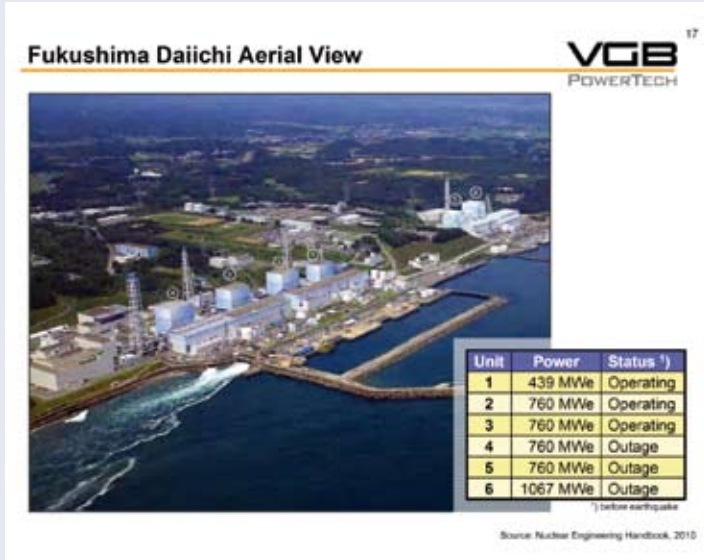 17
Fukushima Daiichi Aerial View
VGB
POWERTECH
Unit Power Status ¹)
1 439 MWe Operating
2 760 MWe Operating
3 760 MWe Operating
4 760 MWe Outage
5 760 MWe Outage
6 1067 MWe Outage
¹) before earthquake
Source: Nuclear Engineering Handbook, 2010